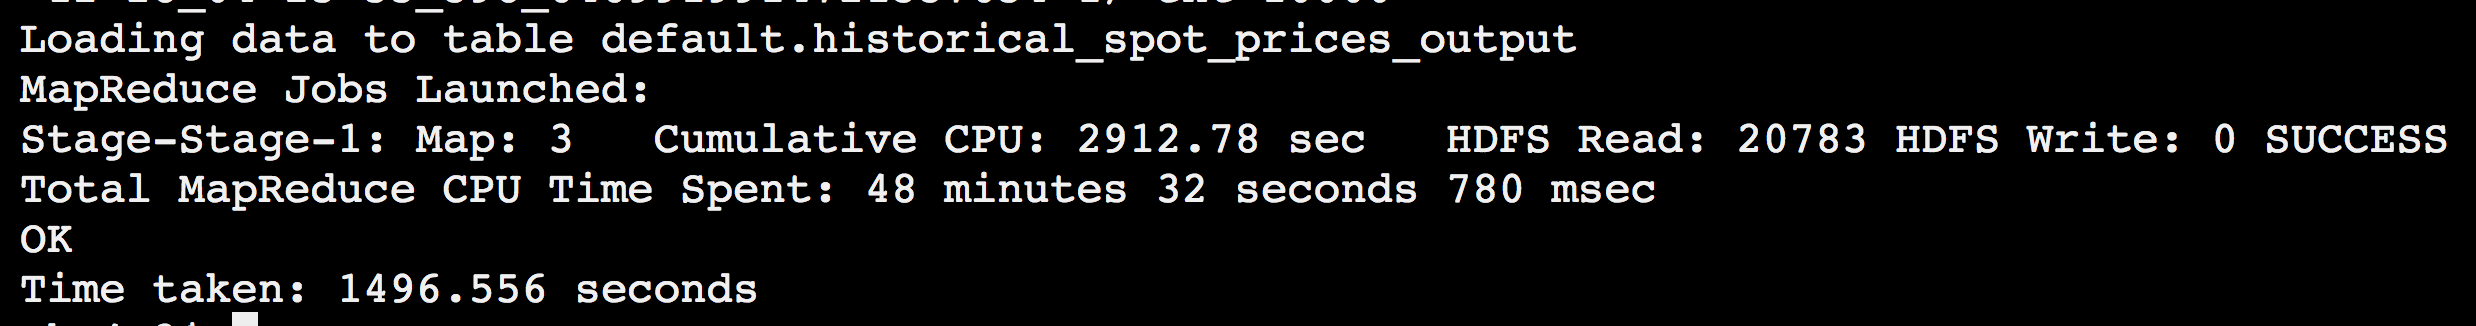 Loading data to table default.historical_spot_prices_output
MapReduce Jobs Launched:
Stage-Stage-1: Map: 3   Cumulative CPU: 2912.78 sec   HDFS Read: 20783 HDFS Write: 0 SUCCESS
Total MapReduce CPU Time Spent: 48 minutes 32 seconds 780 msec
OK
Time taken: 1496.556 seconds